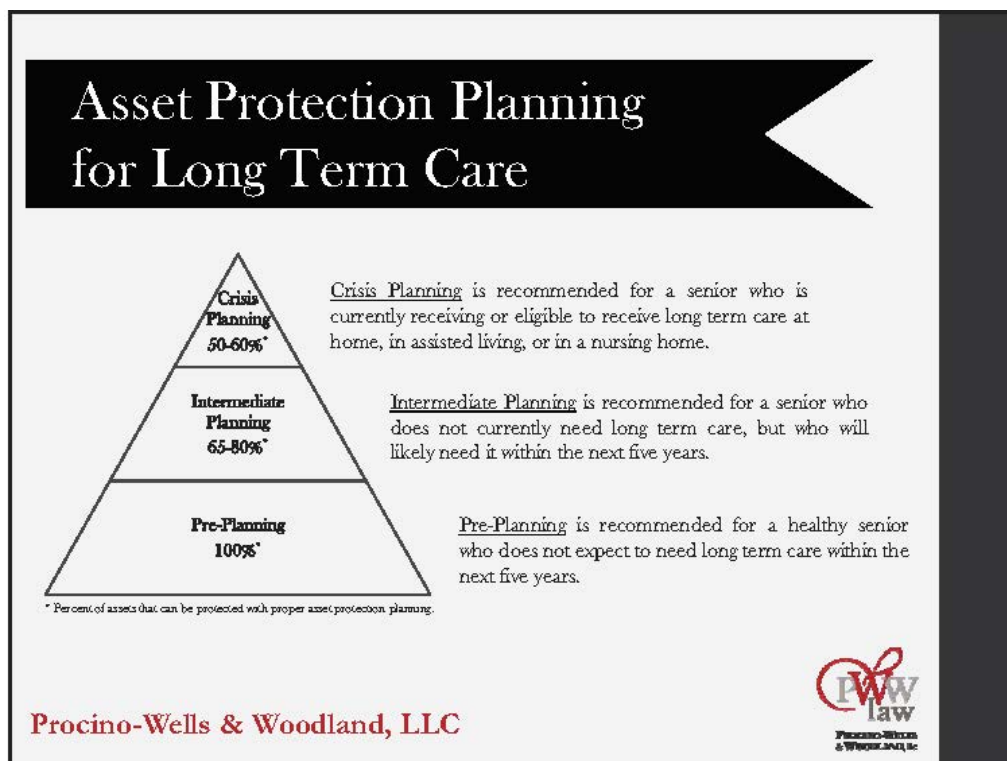 Asset Protection Planning
for Long Term Care
Crisis
Planning
50-60%*
Crisis Planning is recommended for a senior who is
currently receiving or eligible to receive long term care at
home, in assisted living, or in a nursing home.
Intermediate
Planning
65-80%*
Intermediate Planning is recommended for a senior who
does not currently need long term care, but who will
likely need it within the next five years.
Pre-Planning
100%*
Pre-Planning is recommended for a healthy senior
who does not expect to need long term care within the
next five years.
* Percent of assets that can be protected with proper asset protection planning.
Procino-Wells & Woodland, LLC
PWW
law
Procino-Wells
& Woodland, llc